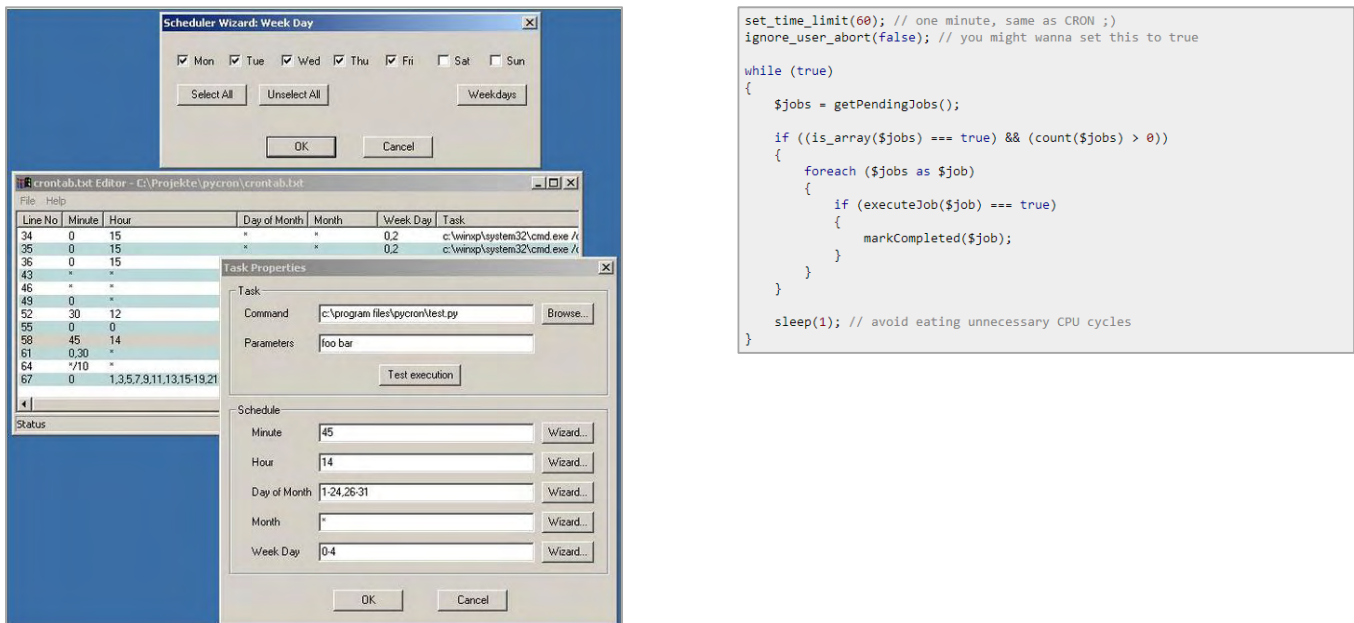 Scheduler Wizard: Week Day
Mon Tue Wed Thu Fri Sat Sun
Select All Unselect All Weekdays
OK Cancel
crontab.txt Editor - C:\Projekte\pycron\crontab.txt
File Help
Line No Minute Hour Day of Month Month Week Day Task
34 0 15 * * 0,2 c:\winxp\system32\cmd.exe /c
35 0 15 * * 0,2 c:\winxp\system32\cmd.exe /c
36 0 15
43 * *
46 * *
49 0 *
52 30 12
55 0 0
58 45 14
61 0,30 *
64 */10 *
67 0 1,3,5,7,9,11,13,15-19,21
Status
Task Properties
Task
Command c:\program files\pycron\test.py Browse...
Parameters foo bar
Test execution
Schedule
Minute 45 Wizard...
Hour 14 Wizard...
Day of Month 1-24,26-31 Wizard...
Month * Wizard...
Week Day 0-4 Wizard...
OK Cancel
set_time_limit(60); // one minute, same as CRON ;)
ignore_user_abort(false); // you might wanna set this to true
while (true)
{
$jobs = getPendingJobs();
if ((is_array($jobs) === true) && (count($jobs) > 0))
{
foreach ($jobs as $job)
{
if (executeJob($job) === true)
{
markCompleted($job);
}
}
}
sleep(1); // avoid eating unnecessary CPU cycles
}